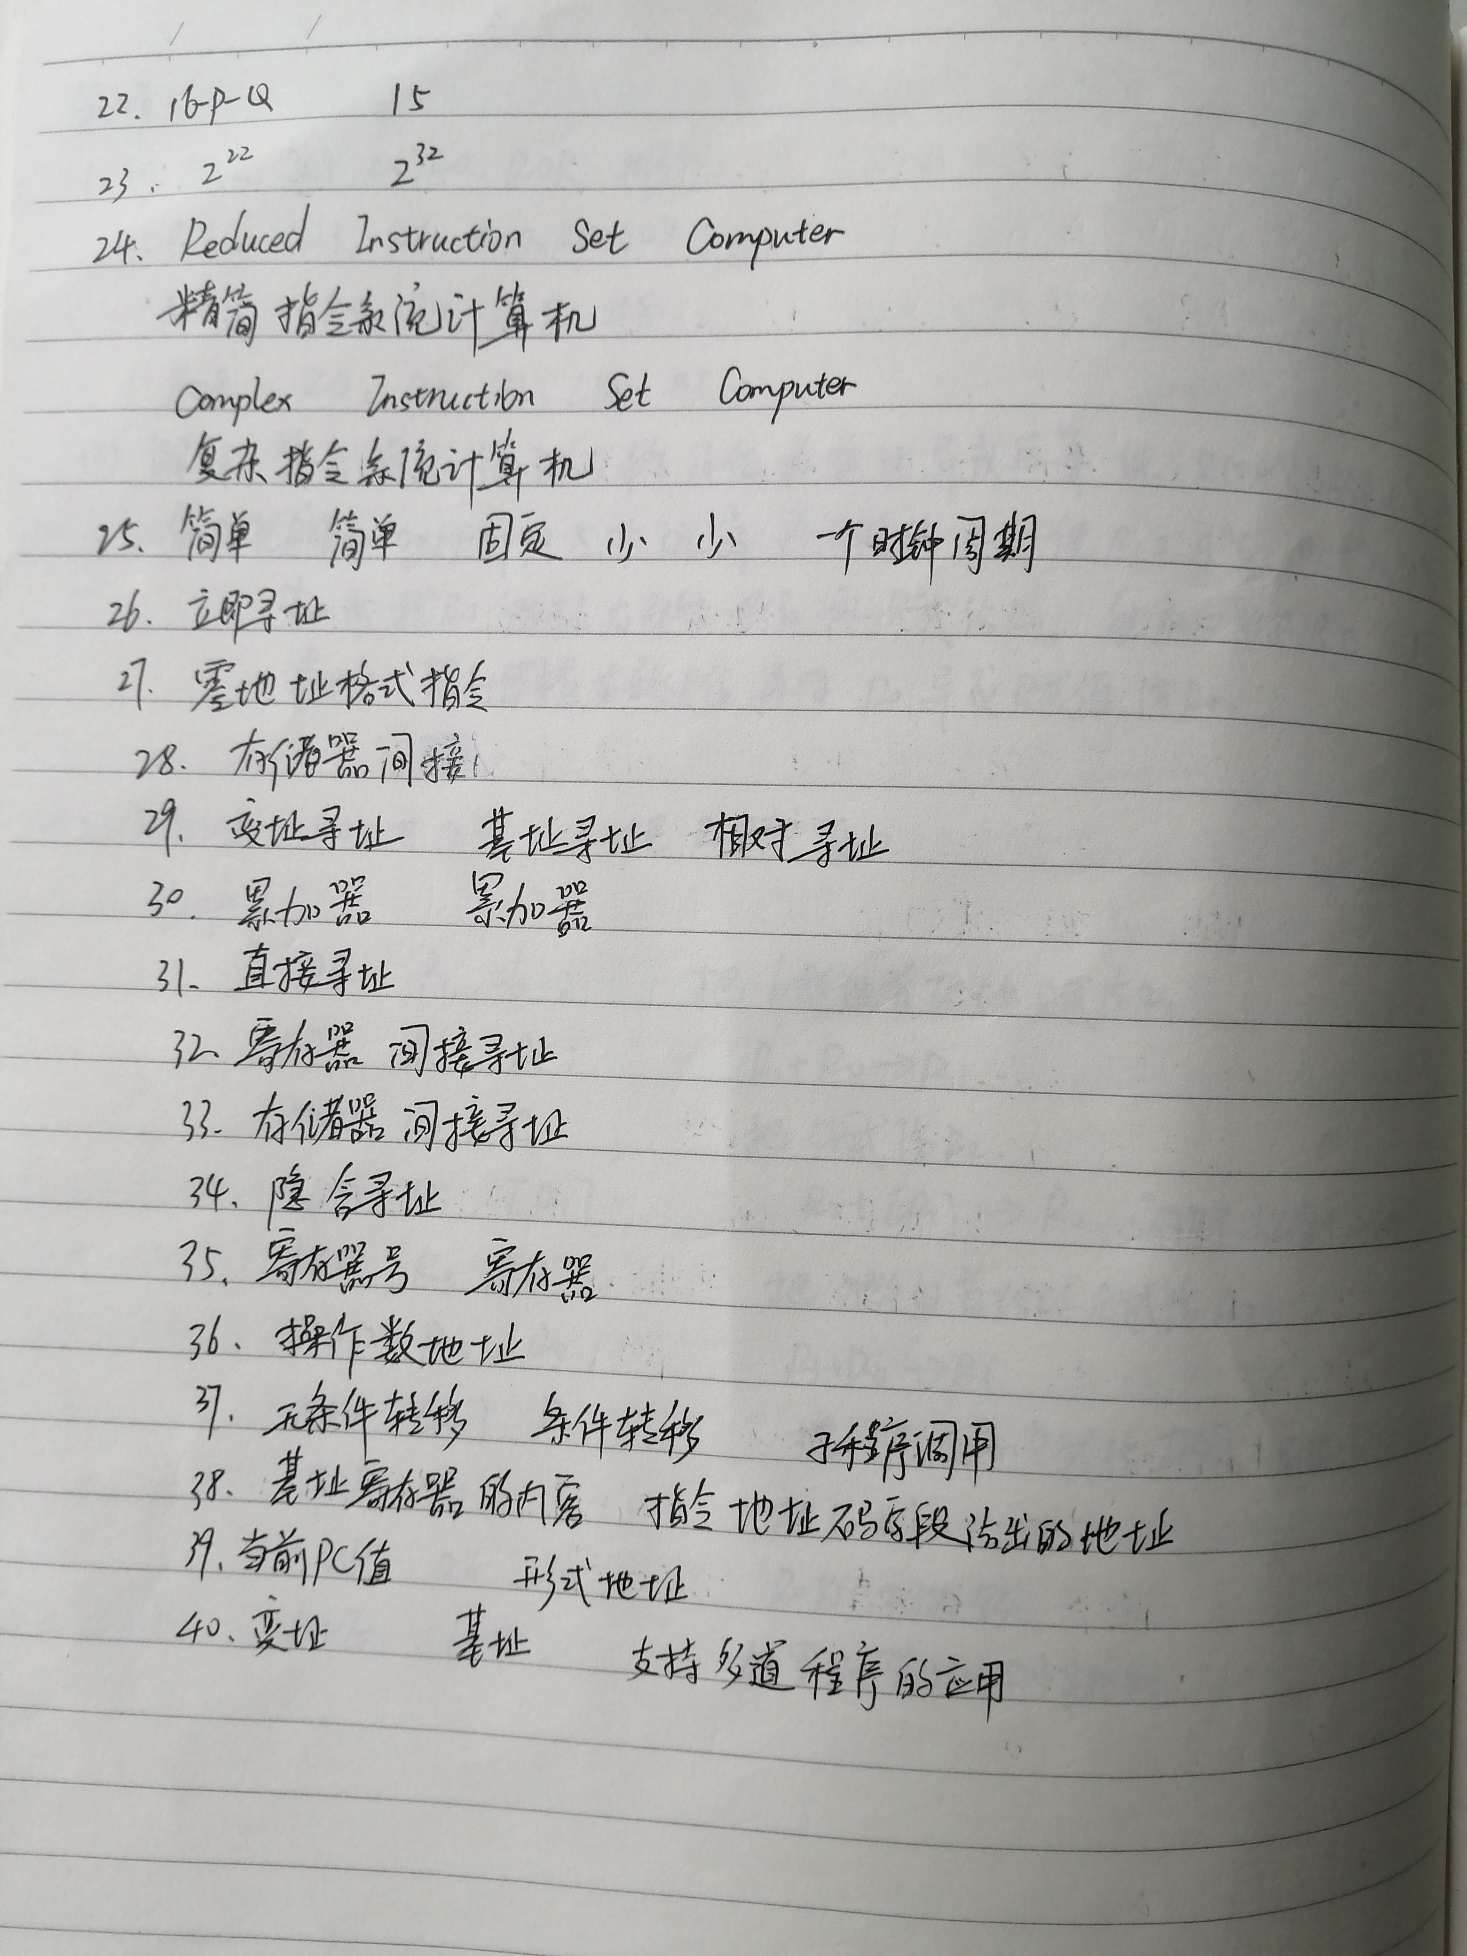 22. 16-P-Q 15
23. 2^22 2^32
24. Reduced Instruction Set Computer
精简指令系统计算机
Complex Instruction Set Computer
复杂指令系统计算机
25. 简单 简单 固定 小 小 一个时钟周期
26. 立即寻址
27. 零地址格式指令
28. 存储器间接
29. 变址寻址 基址寻址 相对寻址
30. 累加器 累加器
31. 直接寻址
32. 寄存器间接寻址
33. 存储器间接寻址
34. 隐含寻址
35. 寄存器号 寄存器
36. 操作数地址
37. 无条件转移 条件转移 子程序调用
38. 基址寄存器的内容 指令地址码字段给出的地址
39. 当前PC值 形式地址
40. 变址 基址 支持多道程序的应用